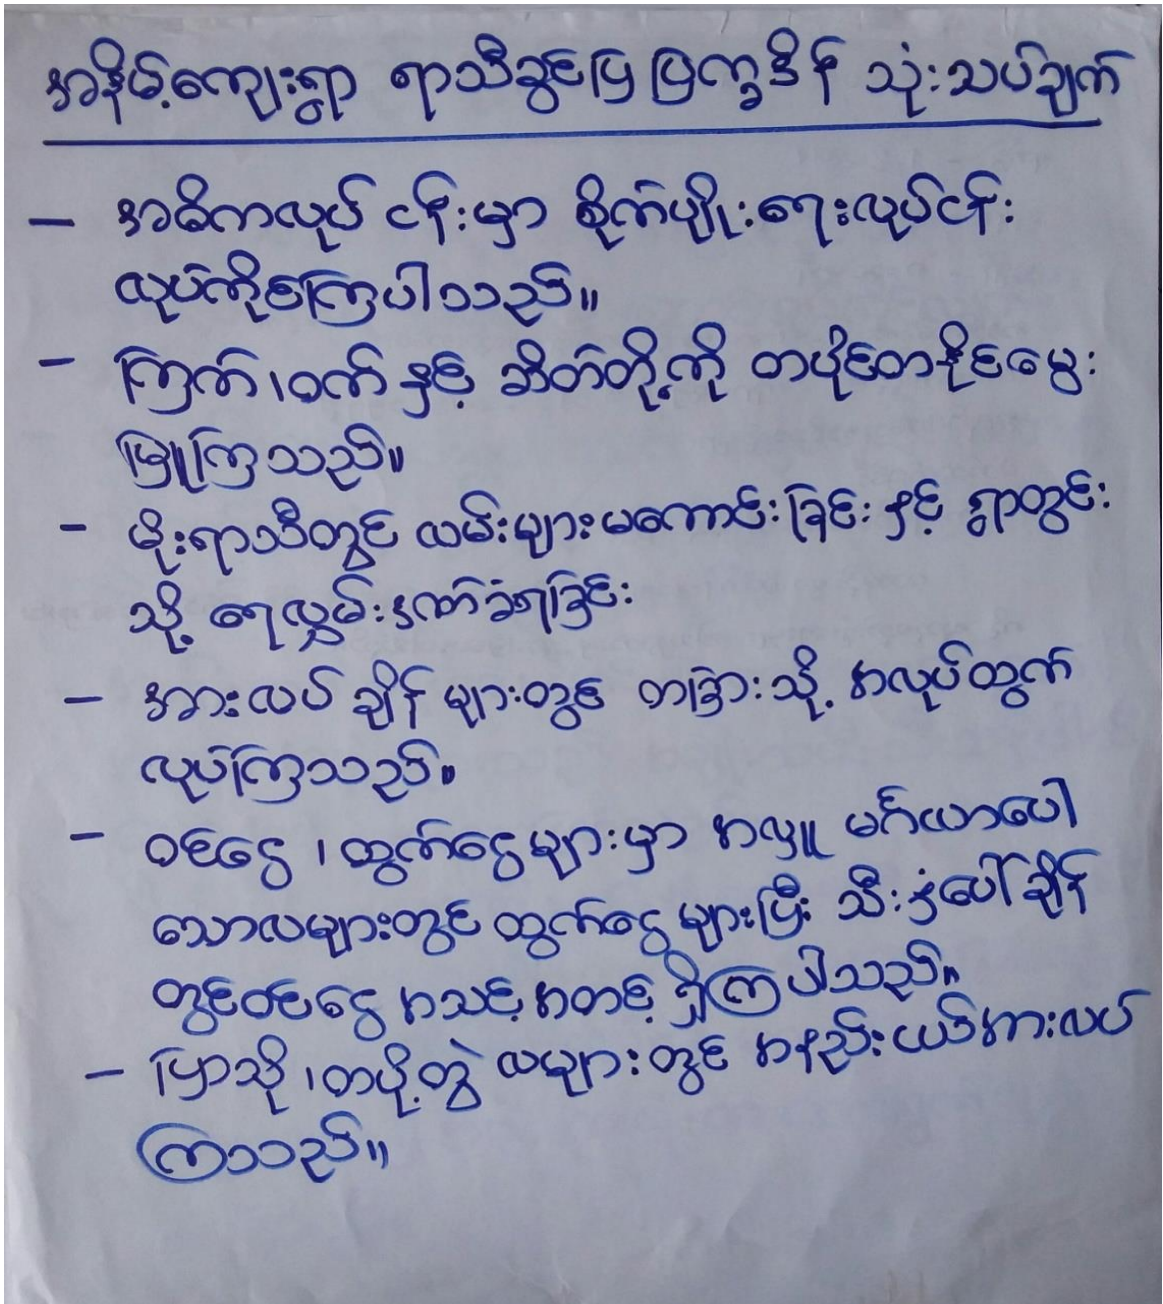 အနိမ့်ကျေးရွာ ရာသီခွင်ပြ ပြက္ခဒိန် သုံးသပ်ချက်
- အဓိကလုပ် ငန်းမှာ စိုက်ပျိုးရေးလုပ်ငန်း
လုပ်ကိုင်ကြပါသည်။
- ကြက်၊ဝက် နှင့် ဆိတ်တို့ကို တပိုင်တနိုင်မွေး
မြူကြသည်။
- မိုးရာသီတွင် လမ်းများမကောင်းခြင်း နှင့် ရွာတွင်း
သို့ ရေလွှမ်းဒဏ်ခံရခြင်း
- အားလပ် ချိန် များတွင် တခြားသို့ အလုပ်ထွက်
လုပ်ကြသည်။
- ဝင်ငွေ ၊ ထွက်ငွေများမှာ အလှူ မင်္ဂလာပေါ
သောလများတွင် ထွက်ငွေ များပြီး သီးနှံပေါ်ချိန်
တွင်ဝင်ငွေ အသင့်အတင့် ရှိကြပါသည်။
- ပြာသို ၊တပို့တွဲ လများတွင် အနည်းငယ်အားလပ်
ကြသည်။